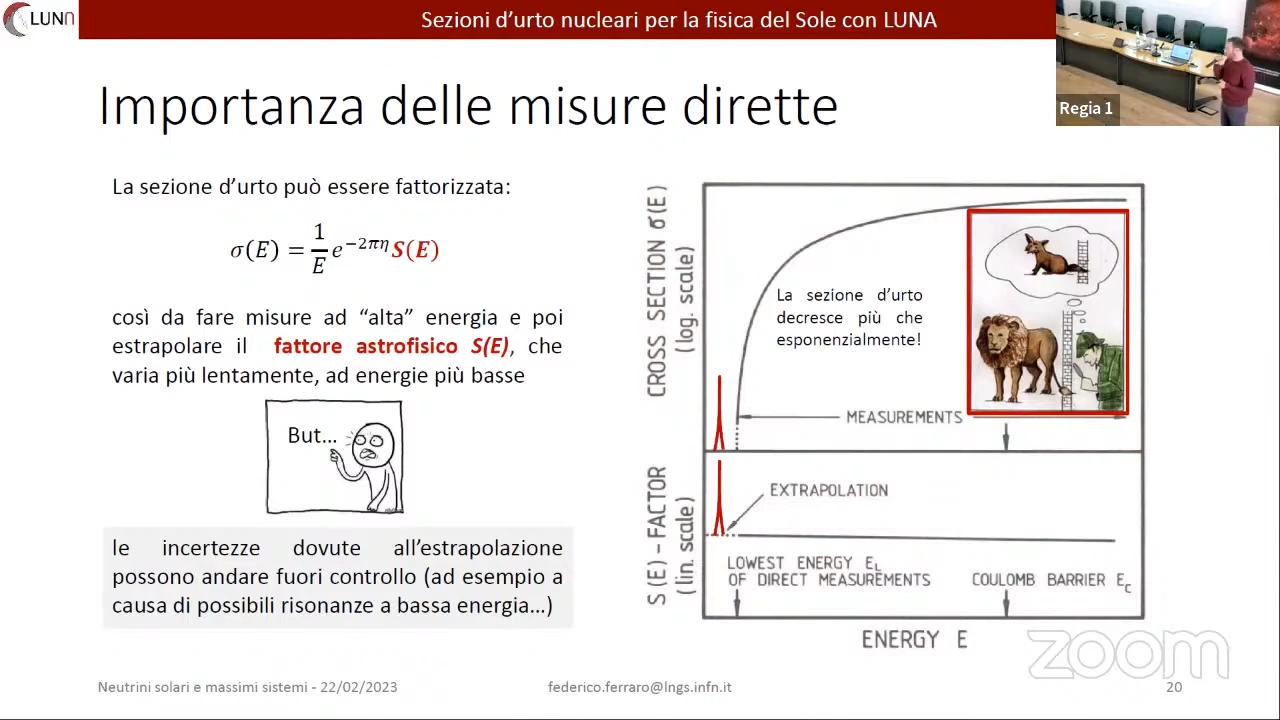 LUNA
Sezioni d'urto nucleari per la fisica del Sole con LUNA
Regia 1
Importanza delle misure dirette
La sezione d'urto può essere fattorizzata:
σ(E) = 1/E e^−2πη S(E)
così da fare misure ad "alta" energia e poi
estrapolare il fattore astrofisico S(E), che
varia più lentamente, ad energie più basse
But...
le incertezze dovute all'estrapolazione
possono andare fuori controllo (ad esempio a
causa di possibili risonanze a bassa energia...)
CROSS SECTION σ(E)
(log. scale)
La sezione d'urto
decresce più che
esponenzialmente!
MEASUREMENTS
S(E) - FACTOR
(lin. scale)
EXTRAPOLATION
LOWEST ENERGY E_L
OF DIRECT MEASUREMENTS
COULOMB BARRIER E_C
ENERGY E
zoom
Neutrini solari e massimi sistemi - 22/02/2023
federico.ferraro@lngs.infn.it
20